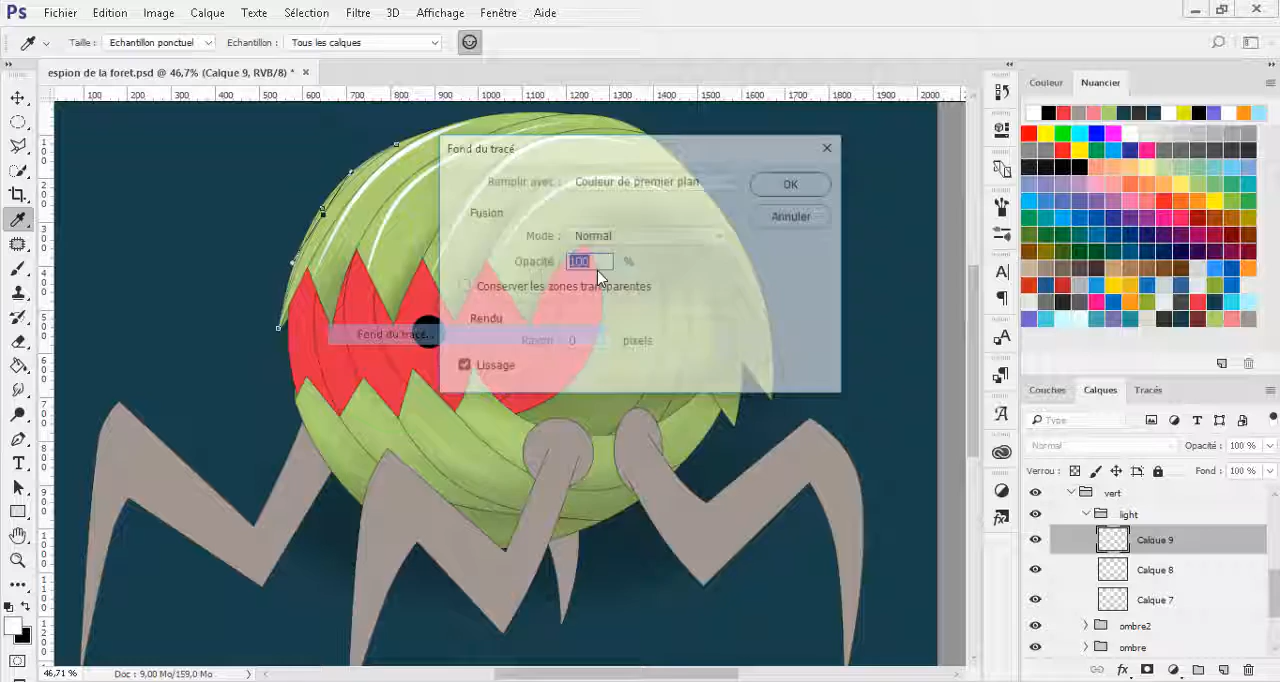 Ps Fichier Edition Image Calque Texte Sélection Filtre 3D Affichage Fenêtre Aide
Taille : Echantillon ponctuel Echantillon : Tous les calques
espion de la foret.psd @ 46,7% (Calque 9, RVB/8) * ×
Couleur Nuancier
100 200 300 400 500 600 700 800 900 1000 1100 1200 1300 1400 1500 1600 1700 1800 1900 2000
Fond du tracé
Remplir avec : Couleur de premier plan
OK
Fusion
Annuler
Mode : Normal
Opacité : 100 %
Conserver les zones transparentes
Rendu
Fond du tracé...
Rayon : 0 pixels
Lissage
Couches Calques Tracés
Type
Normal Opacité : 100 %
Verrou : Fond : 100 %
vert
light
Calque 9
Calque 8
Calque 7
ombre2
ombre
46,71 % Doc : 9,00 Mo/159,0 Mo